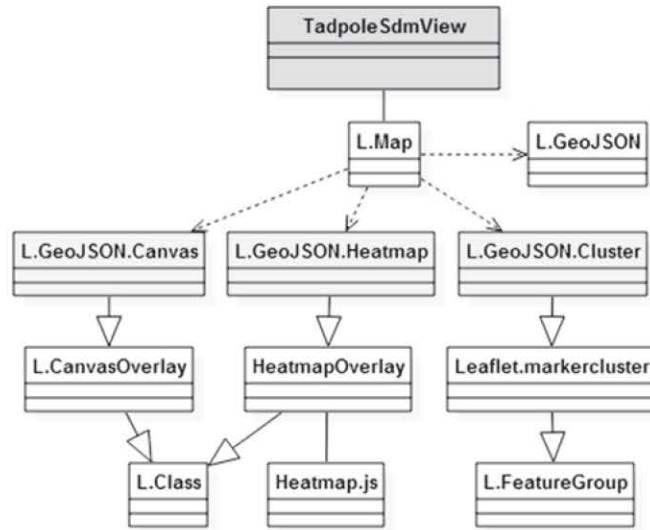 TadpoleSdmView
L.Map
L.GeoJSON
L.GeoJSON.Canvas
L.GeoJSON.Heatmap
L.GeoJSON.Cluster
L.CanvasOverlay
HeatmapOverlay
Leaflet.markercluster
L.Class
Heatmap.js
L.FeatureGroup